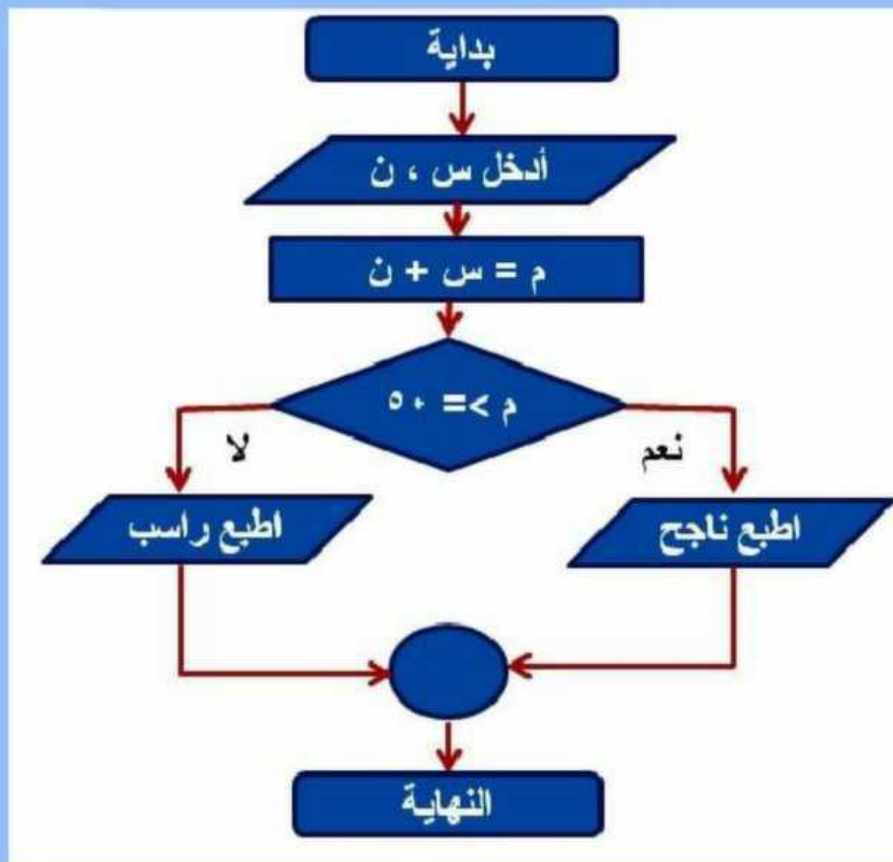 بداية
أدخل س ، ن
م = س + ن
م >= ٥٠
نعم
لا
اطبع ناجح
اطبع راسب
النهاية